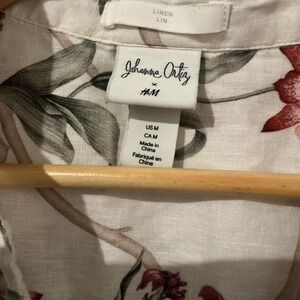 LINEN
LIN
Johanna Ortiz
×
H&M
US M
CA M
Made in
China
Fabriqué en
Chine